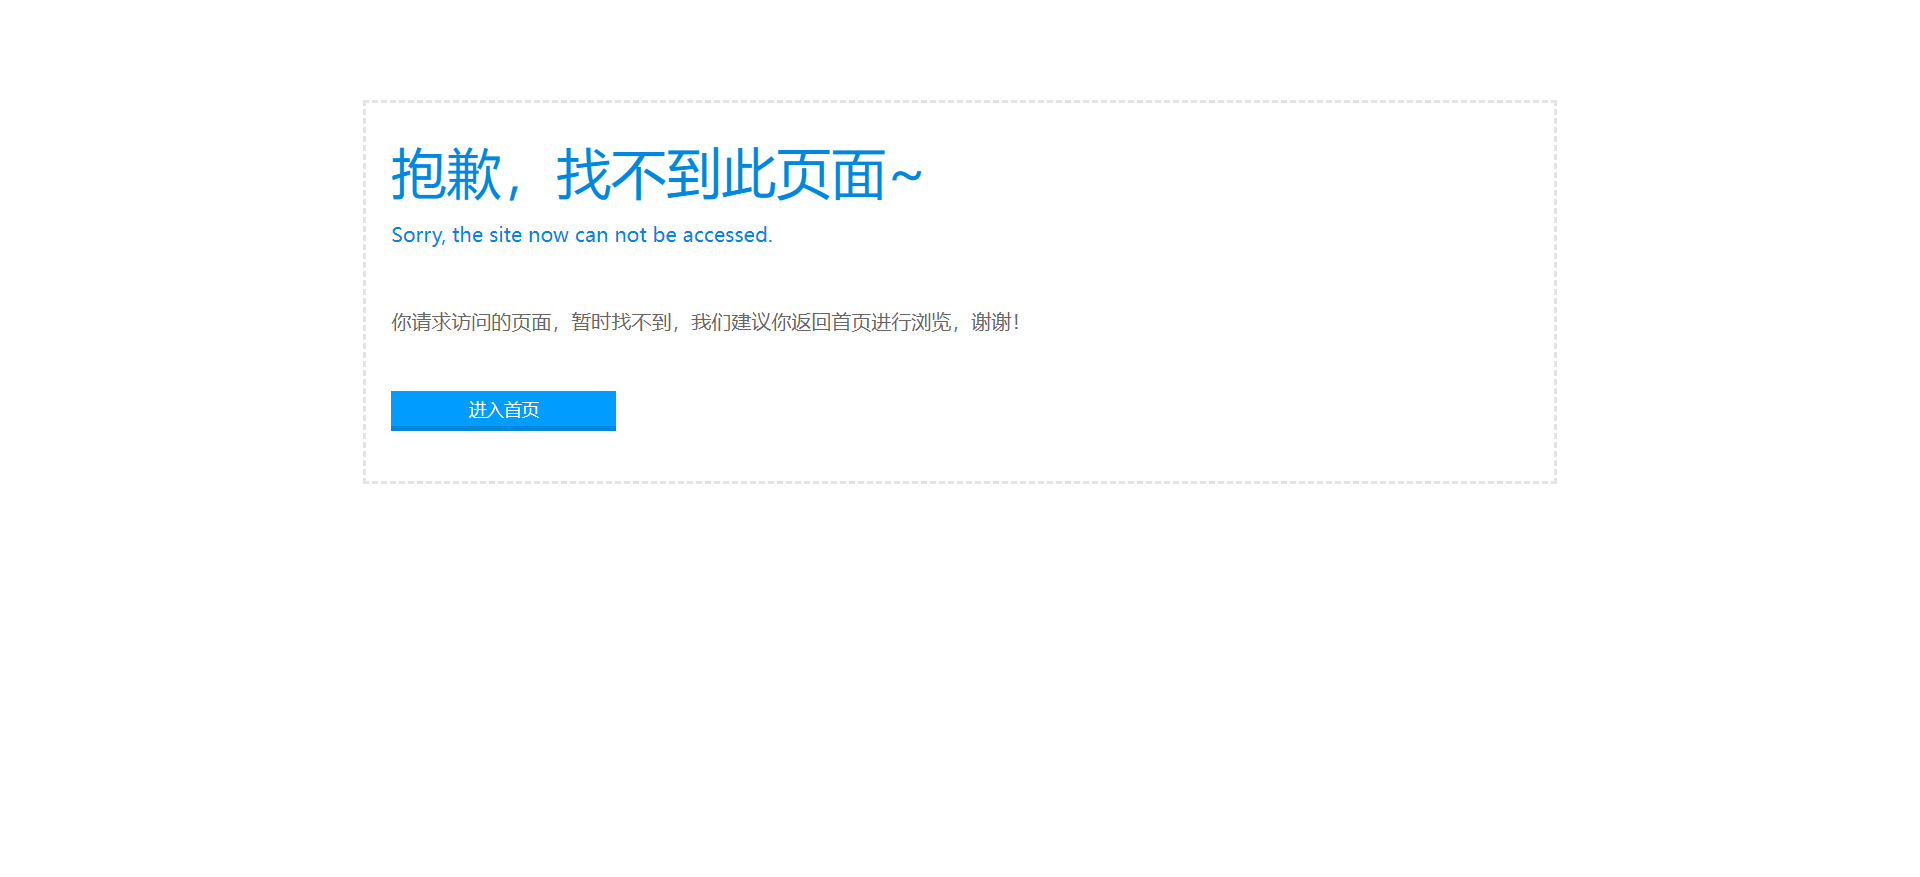 抱歉，找不到此页面~
Sorry, the site now can not be accessed.
你请求访问的页面，暂时找不到，我们建议你返回首页进行浏览，谢谢！
进入首页